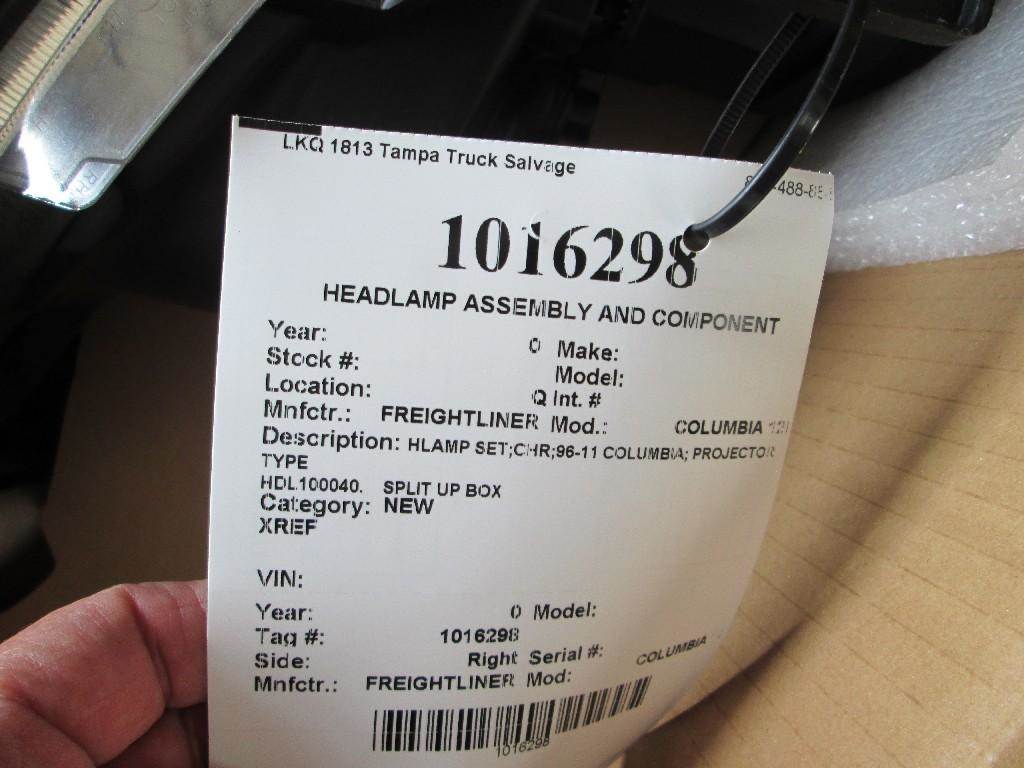 LKQ 1813 Tampa Truck Salvage
1016298
HEADLAMP ASSEMBLY AND COMPONENT
Year: 0 Make:
Stock #: Model:
Location: Q Int. #
Mnfctr.: FREIGHTLINER Mod.: COLUMBIA
Description: HLAMP SET;CHR;96-11 COLUMBIA; PROJECTOR
TYPE
HDL100040. SPLIT UP BOX
Category: NEW
XREF
VIN:
Year: 0 Model:
Tag #: 1016298
Side: Right Serial #:
Mnfctr.: FREIGHTLINER Mod: COLUMBIA
1016298